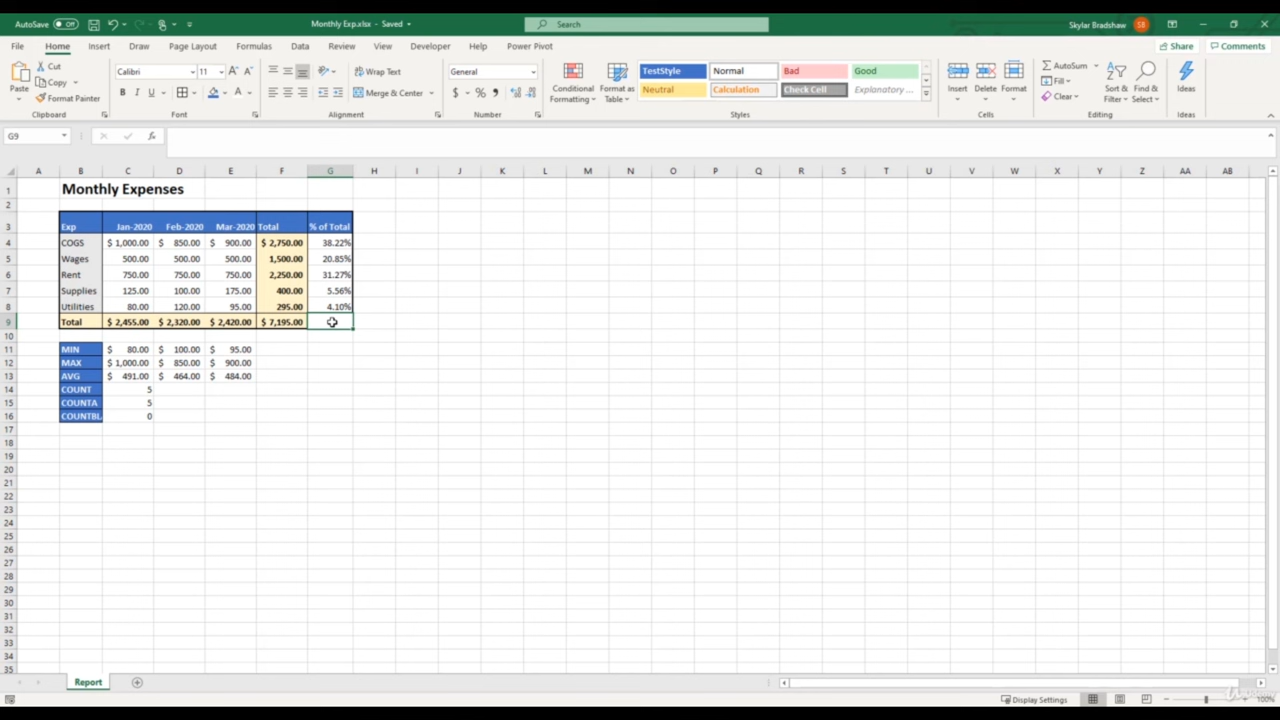 AutoSave Off Monthly Exp.xlsx - Saved Search Skylar Bradshaw SB
File Home Insert Draw Page Layout Formulas Data Review View Developer Help Power Pivot Share Comments
Paste Cut Copy Format Painter Clipboard
Calibri 11 A A B I U A Font
Wrap Text Merge & Center Alignment
General $ % , Number
Conditional Formatting Format as Table
TestStyle Normal Bad Good
Neutral Calculation Check Cell Explanatory ...
Styles
Insert Delete Format Cells
AutoSum Fill Clear Sort & Filter Find & Select Editing
Ideas Ideas
G9 fx
A B C D E F G H I J K L M N O P Q R S T U V W X Y Z AA AB
1 Monthly Expenses
2
3 Exp Jan-2020 Feb-2020 Mar-2020 Total % of Total
4 COGS $ 1,000.00 $ 850.00 $ 900.00 $ 2,750.00 38.22%
5 Wages 500.00 500.00 500.00 1,500.00 20.85%
6 Rent 750.00 750.00 750.00 2,250.00 31.27%
7 Supplies 125.00 100.00 175.00 400.00 5.56%
8 Utilities 80.00 120.00 95.00 295.00 4.10%
9 Total $ 2,455.00 $ 2,320.00 $ 2,420.00 $ 7,195.00
10
11 MIN $ 80.00 $ 100.00 $ 95.00
12 MAX $ 1,000.00 $ 850.00 $ 900.00
13 AVG $ 491.00 $ 464.00 $ 484.00
14 COUNT 5
15 COUNTA 5
16 COUNTBL 0
17
18
19
20
21
22
23
24
25
26
27
28
29
30
31
32
33
34
35
Report
Display Settings 100%